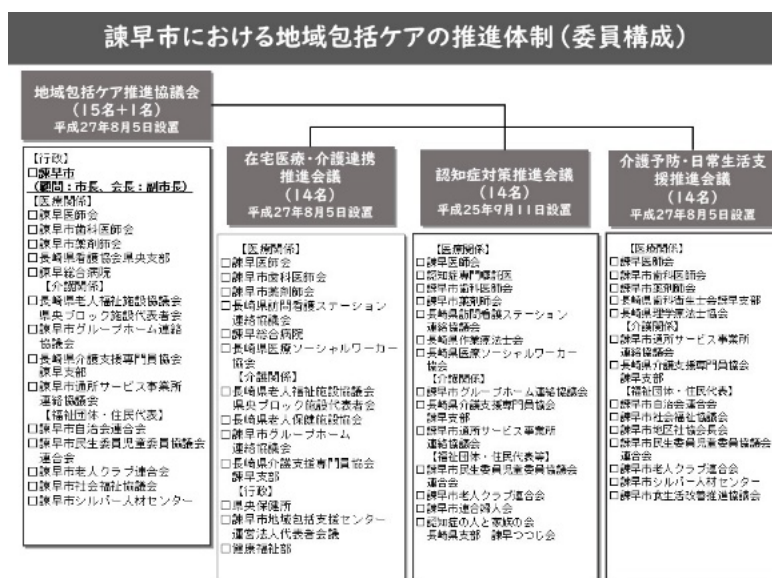 諫早市における地域包括ケアの推進体制(委員構成)
地域包括ケア推進協議会
(15名+1名)
平成27年8月5日設置
【行政】
□諫早市
(顧問:市長、会長:副市長)
【医療関係】
□諫早医師会
□諫早市歯科医師会
□諫早市薬剤師会
□長崎県看護協会県央支部
□諫早総合病院
【介護関係】
□長崎県老人福祉施設協議会
県央ブロック施設代表者会
□諫早市グループホーム連絡
協議会
□長崎県介護支援専門員協会
諫早支部
□諫早市通所サービス事業所
連絡協議会
【福祉団体・住民代表】
□諫早市自治会連合会
□諫早市民生委員児童委員協議会
連合会
□諫早市老人クラブ連合会
□諫早市社会福祉協議会
□諫早市シルバー人材センター
在宅医療・介護連携
推進会議
(14名)
平成27年8月5日設置
【医療関係】
□諫早医師会
□諫早市歯科医師会
□諫早市薬剤師会
□長崎県訪問看護ステーション
連絡協議会
□諫早総合病院
□長崎県医療ソーシャルワーカー
協会
【介護関係】
□長崎県老人福祉施設協議会
県央ブロック施設代表者会
□長崎県老人保健施設協会
□諫早市グループホーム
連絡協議会
□長崎県介護支援専門員協会
諫早支部
【行政】
□県央保健所
□諫早市地域包括支援センター
運営法人代表者会議
□健康福祉部
認知症対策推進会議
(14名)
平成25年9月11日設置
【医療関係】
□諫早医師会
□認知症専門嘱託医
□諫早市歯科医師会
□諫早市薬剤師会
□長崎県訪問看護ステーション
連絡協議会
□長崎県作業療法士会
□長崎県医療ソーシャルワーカー
協会
【介護関係】
□諫早市グループホーム連絡協議会
□長崎県介護支援専門員協会
諫早支部
□諫早市通所サービス事業所
連絡協議会
【福祉団体・住民代表等】
□諫早市民生委員児童委員協議会
連合会
□諫早市老人クラブ連合会
□諫早市連合婦人会
□認知症の人と家族の会
長崎県支部 諫早つつじ会
介護予防・日常生活支
援推進会議
(14名)
平成27年8月5日設置
【医療関係】
□諫早医師会
□諫早市歯科医師会
□諫早市薬剤師会
□長崎県歯科衛生士会諫早支部
□長崎県理学療法士協会
【介護関係】
□諫早市通所サービス事業所
連絡協議会
□長崎県介護支援専門員協会
諫早支部
【福祉団体・住民代表】
□諫早市自治会連合会
□諫早市社会福祉協議会
□諫早市地区社協会長会
□諫早市民生委員児童委員協議会
連合会
□諫早市老人クラブ連合会
□諫早市シルバー人材センター
□諫早市食生活改善推進協議会